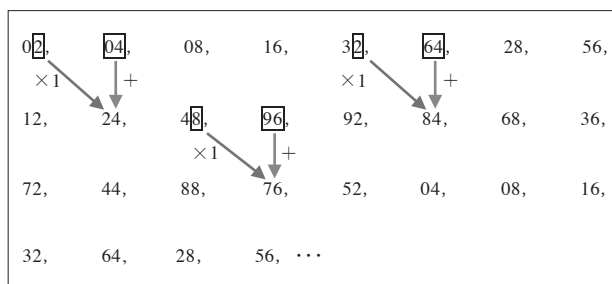 02, 04, 08, 16, 32, 64, 28, 56,
×1 + ×1 +
12, 24, 48, 96, 92, 84, 68, 36,
×1 +
72, 44, 88, 76, 52, 04, 08, 16,
32, 64, 28, 56, ···